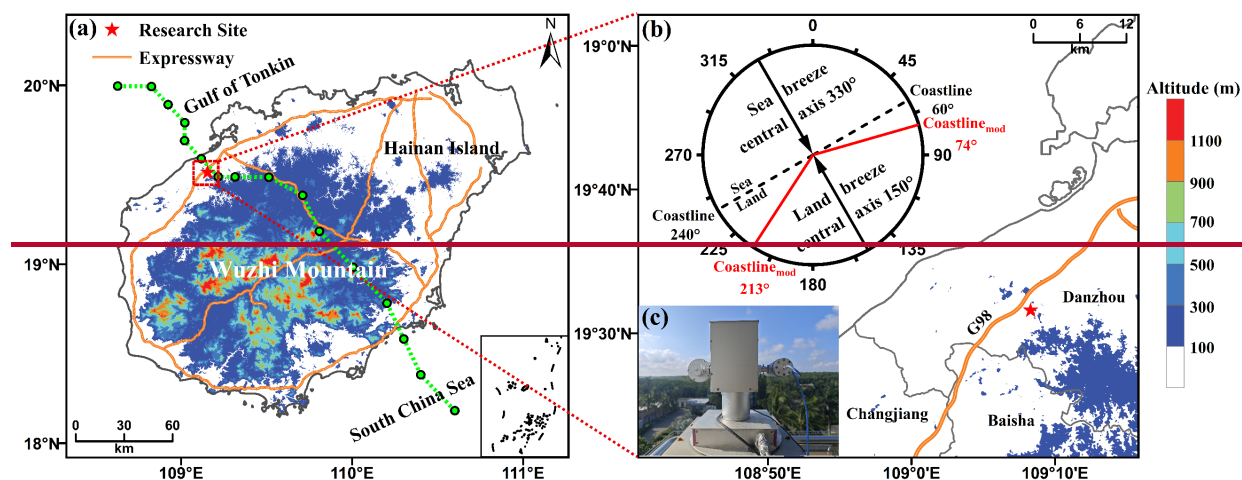 (a)
Research Site
Expressway
N
20°N
19°N
18°N
Gulf of Tonkin
Hainan Island
Wuzhi Mountain
South China Sea
0 30 60
km
109°E
110°E
111°E
(b)
0 6 12
km
19°0'N
19°40'N
19°30'N
0
45
90
135
180
225
270
315
Sea breeze
central axis 330°
Coastline
60°
Coastlinemod
74°
Sea
Land
Land breeze
central axis 150°
Coastline
240°
Coastlinemod
213°
(c)
G98
Danzhou
Changjiang
Baisha
108°50'E
109°0'E
109°10'E
Altitude (m)
1100
900
700
500
300
100